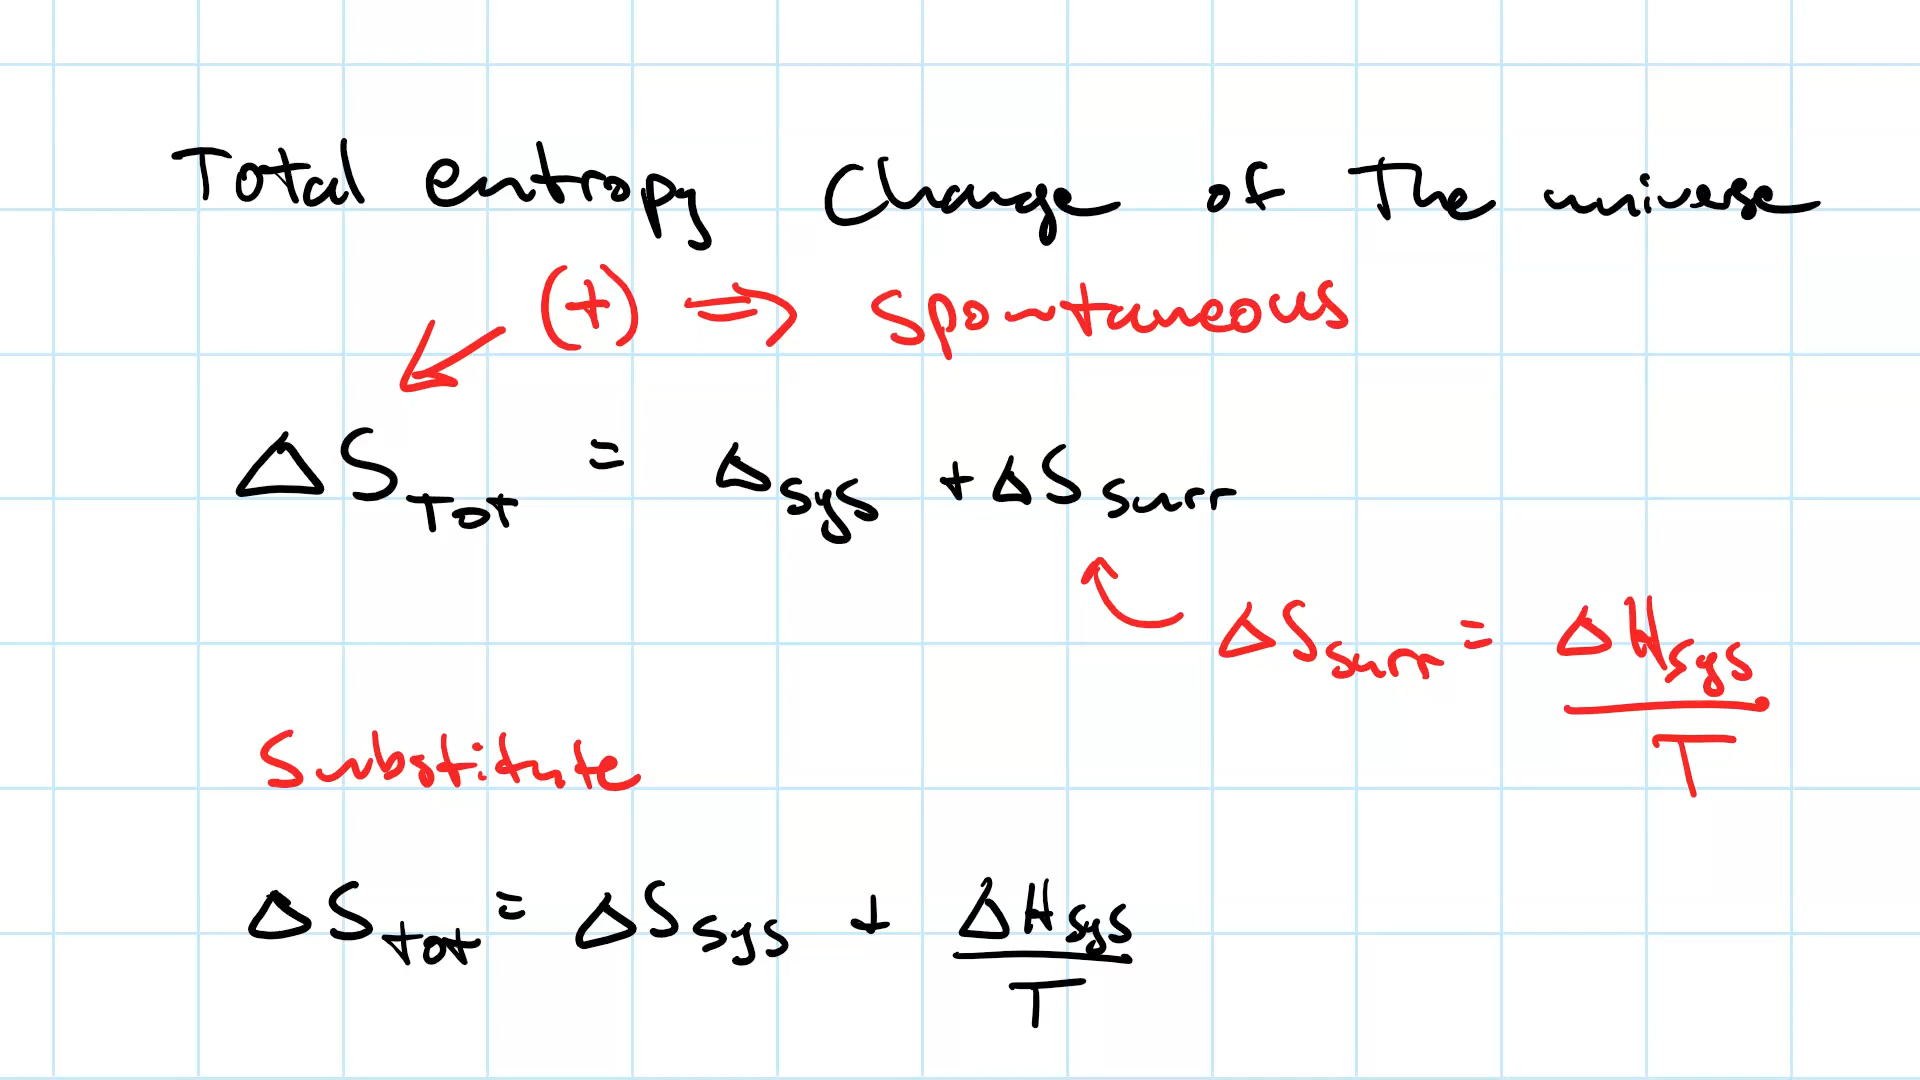 Total entropy Change of The universe
(+) ⇒ Spontaneous
ΔS_Tot = Δ_sys + ΔS_surr
ΔS_surr = ΔH_sys / T
Substitute
ΔS_tot = ΔS_sys + ΔH_sys / T